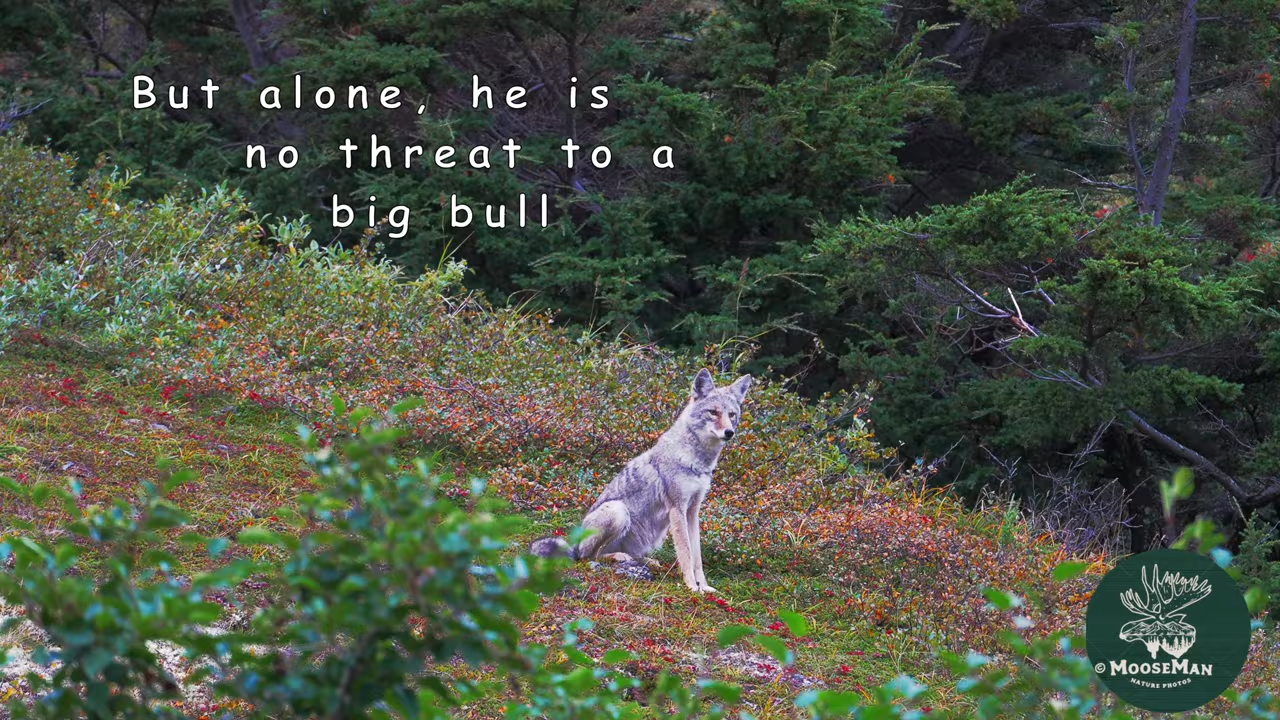 But alone, he is
no threat to a
big bull
© MooseMan
NATURE PHOTOS